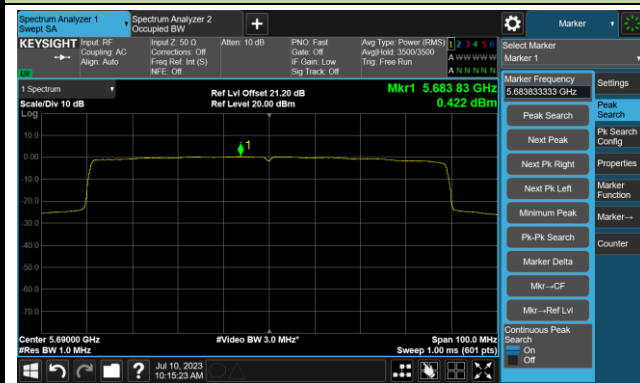 Spectrum Analyzer 1
Swept SA
Spectrum Analyzer 2
Occupied BW
+
Marker
KEYSIGHT
Input: RF
Coupling: AC
Align: Auto
Input Z: 50 Ω
Corrections: Off
Freq Ref: Int (S)
NFE: Off
Atten: 10 dB
PNO: Fast
Gate: Off
IF Gain: Low
Sig Track: Off
Avg Type: Power (RMS)
Avg|Hold: 3500/3500
Trig: Free Run
1 2 3 4 5 6
A W W W W W
A N N N N N
Select Marker
Marker 1
1 Spectrum
Scale/Div 10 dB
Log
Ref Lvl Offset 21.20 dB
Ref Level 20.00 dBm
Mkr1 5.683 83 GHz
0.422 dBm
10.0
0.00
-10.0
-20.0
-30.0
-40.0
-50.0
-60.0
-70.0
1
Center 5.69000 GHz
#Res BW 1.0 MHz
#Video BW 3.0 MHz*
Span 100.0 MHz
Sweep 1.00 ms (601 pts)
Marker Frequency
5.683833333 GHz
Peak Search
Next Peak
Next Pk Right
Next Pk Left
Minimum Peak
Pk-Pk Search
Marker Delta
Mkr→CF
Mkr→Ref Lvl
Continuous Peak
Search
On
Off
Settings
Peak
Search
Pk Search
Config
Properties
Marker
Function
Marker→
Counter
?
Jul 10, 2023
10:15:23 AM